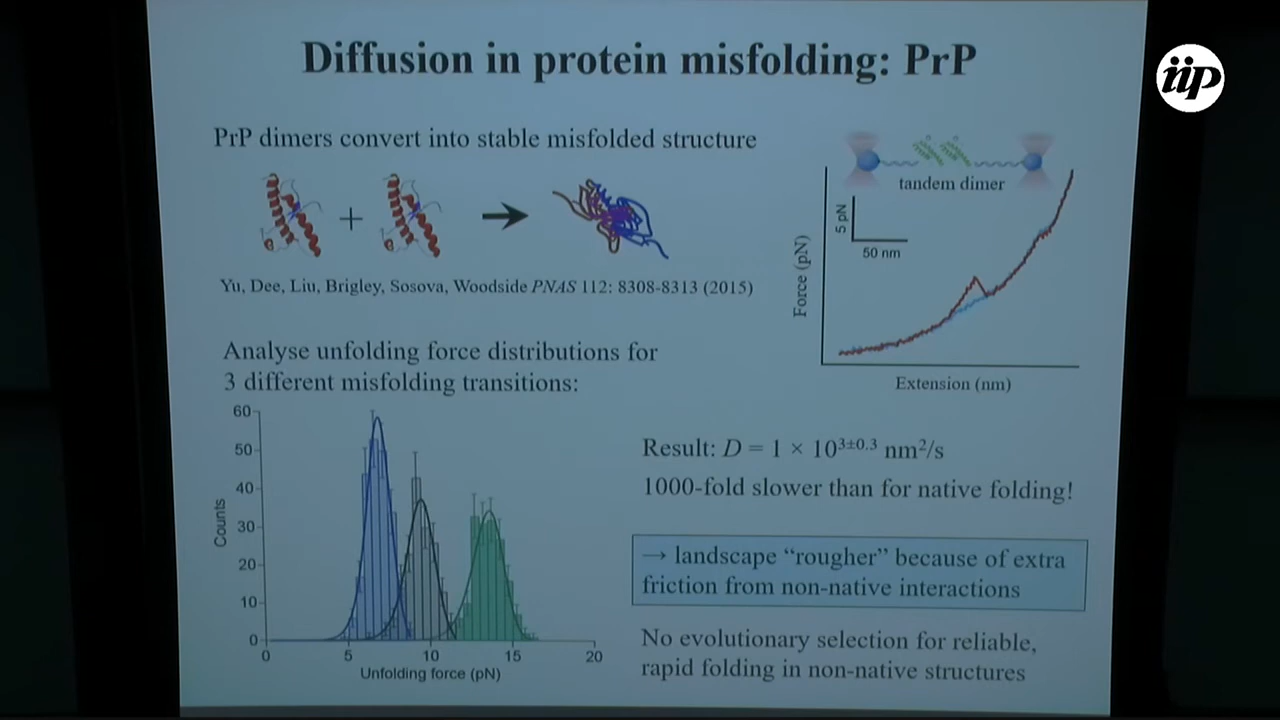 Diffusion in protein misfolding: PrP
iip
PrP dimers convert into stable misfolded structure
+
tandem dimer
5 pN
50 nm
Force (pN)
Extension (nm)
Yu, Dee, Liu, Brigley, Sosova, Woodside PNAS 112: 8308-8313 (2015)
Analyse unfolding force distributions for
3 different misfolding transitions:
60
50
40
30
20
10
0
Counts
0 5 10 15 20
Unfolding force (pN)
Result: D = 1 × 10³±⁰·³ nm²/s
1000-fold slower than for native folding!
→ landscape “rougher” because of extra
friction from non-native interactions
No evolutionary selection for reliable,
rapid folding in non-native structures